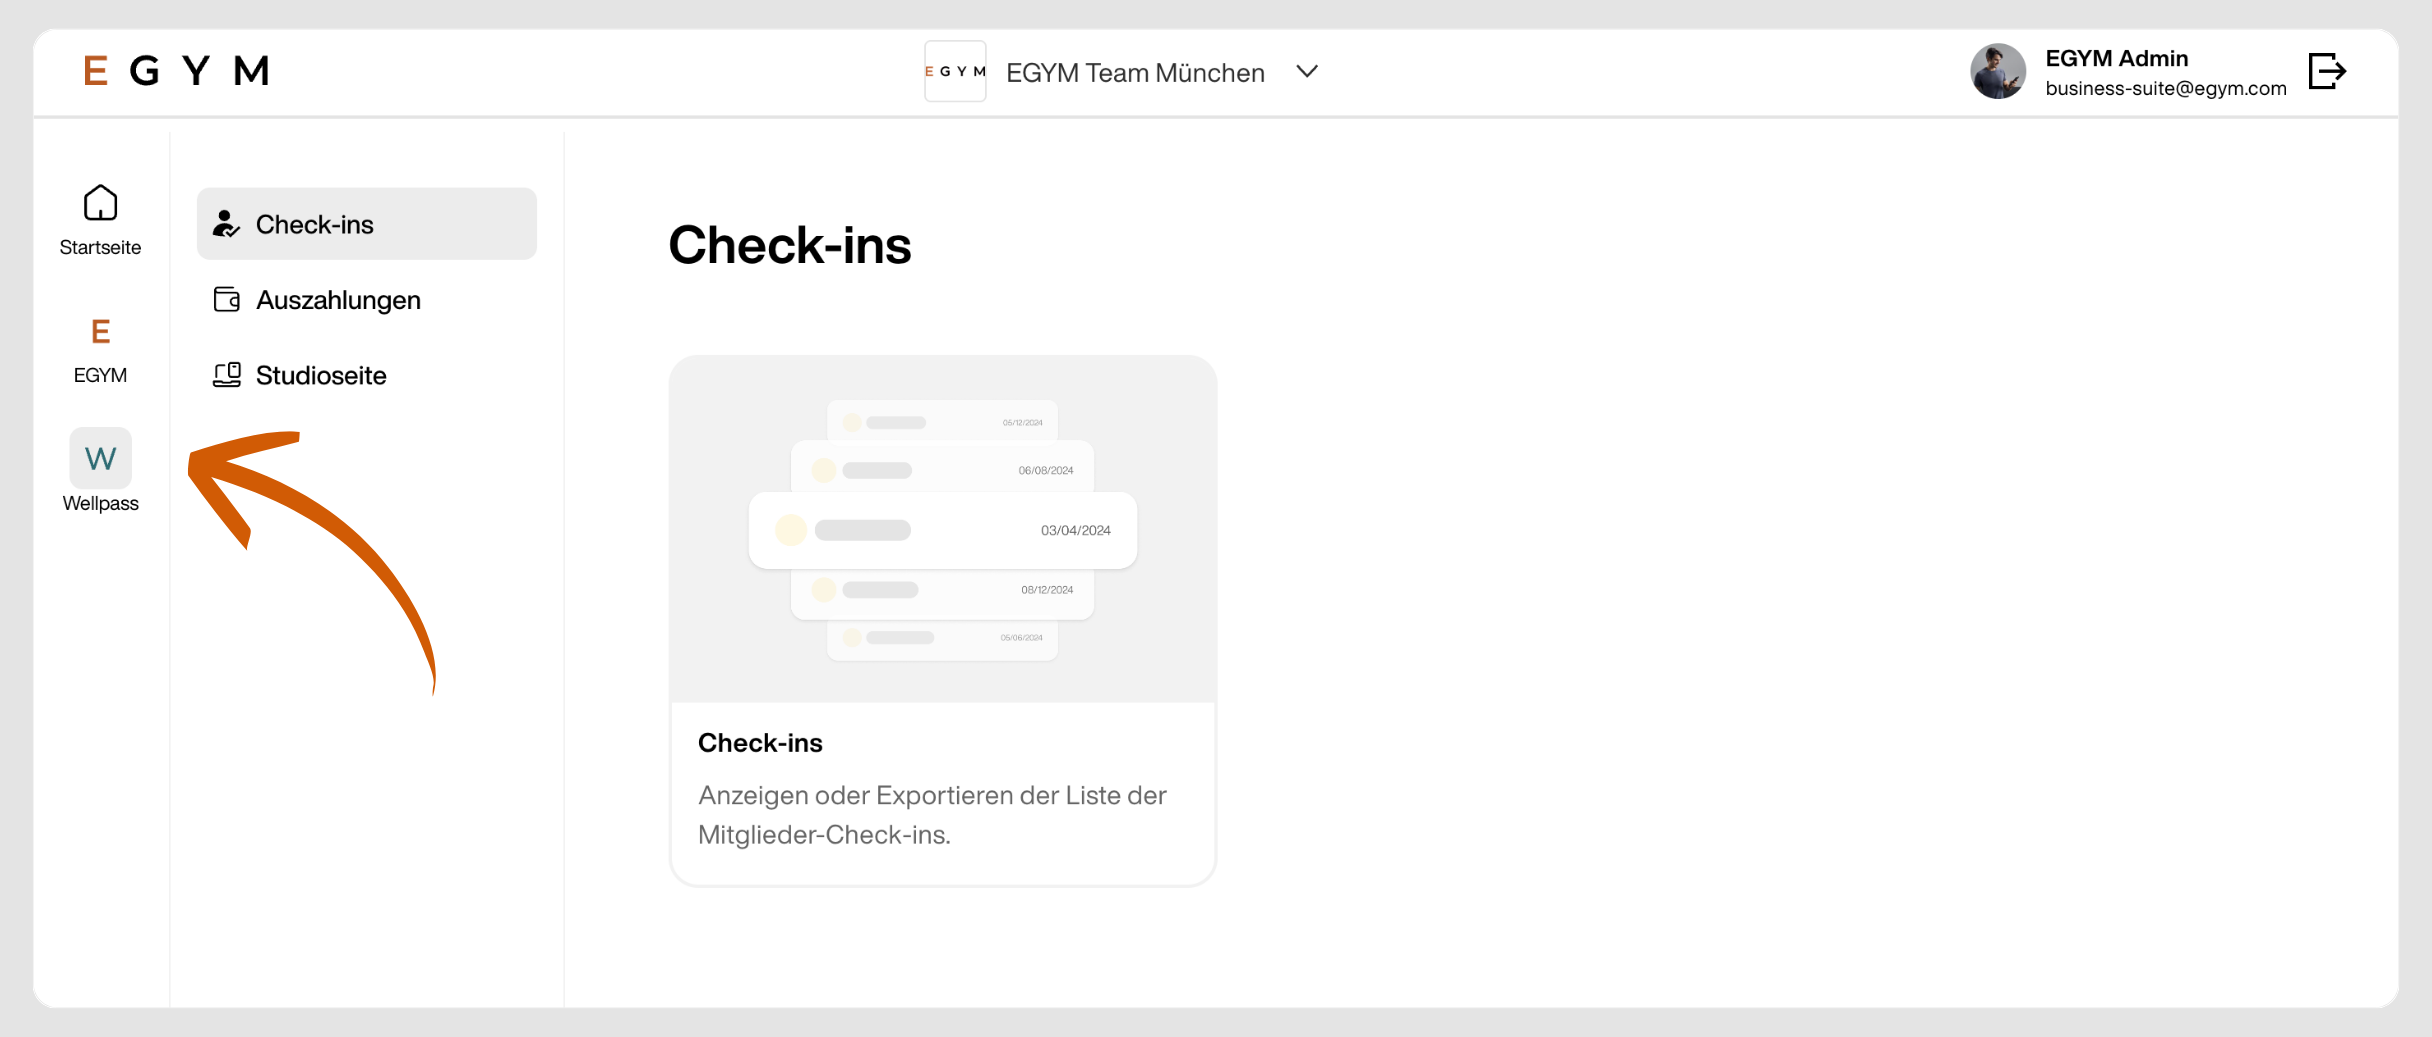 EGYM
EGYM
EGYM Team München
EGYM Admin
business-suite@egym.com
Startseite
E
EGYM
W
Wellpass
Check-ins
Auszahlungen
Studioseite
Check-ins
05/12/2024
06/08/2024
03/04/2024
08/12/2024
05/06/2024
Check-ins
Anzeigen oder Exportieren der Liste der
Mitglieder-Check-ins.